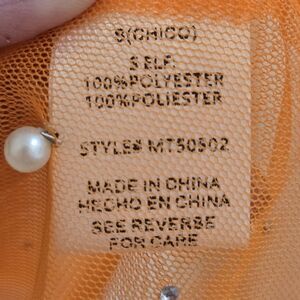 S(CHICO)
SELF:
100%POLYESTER
100%POLIESTER
STYLE# MT50502
MADE IN CHINA
HECHO EN CHINA
SEE REVERSE
FOR CARE